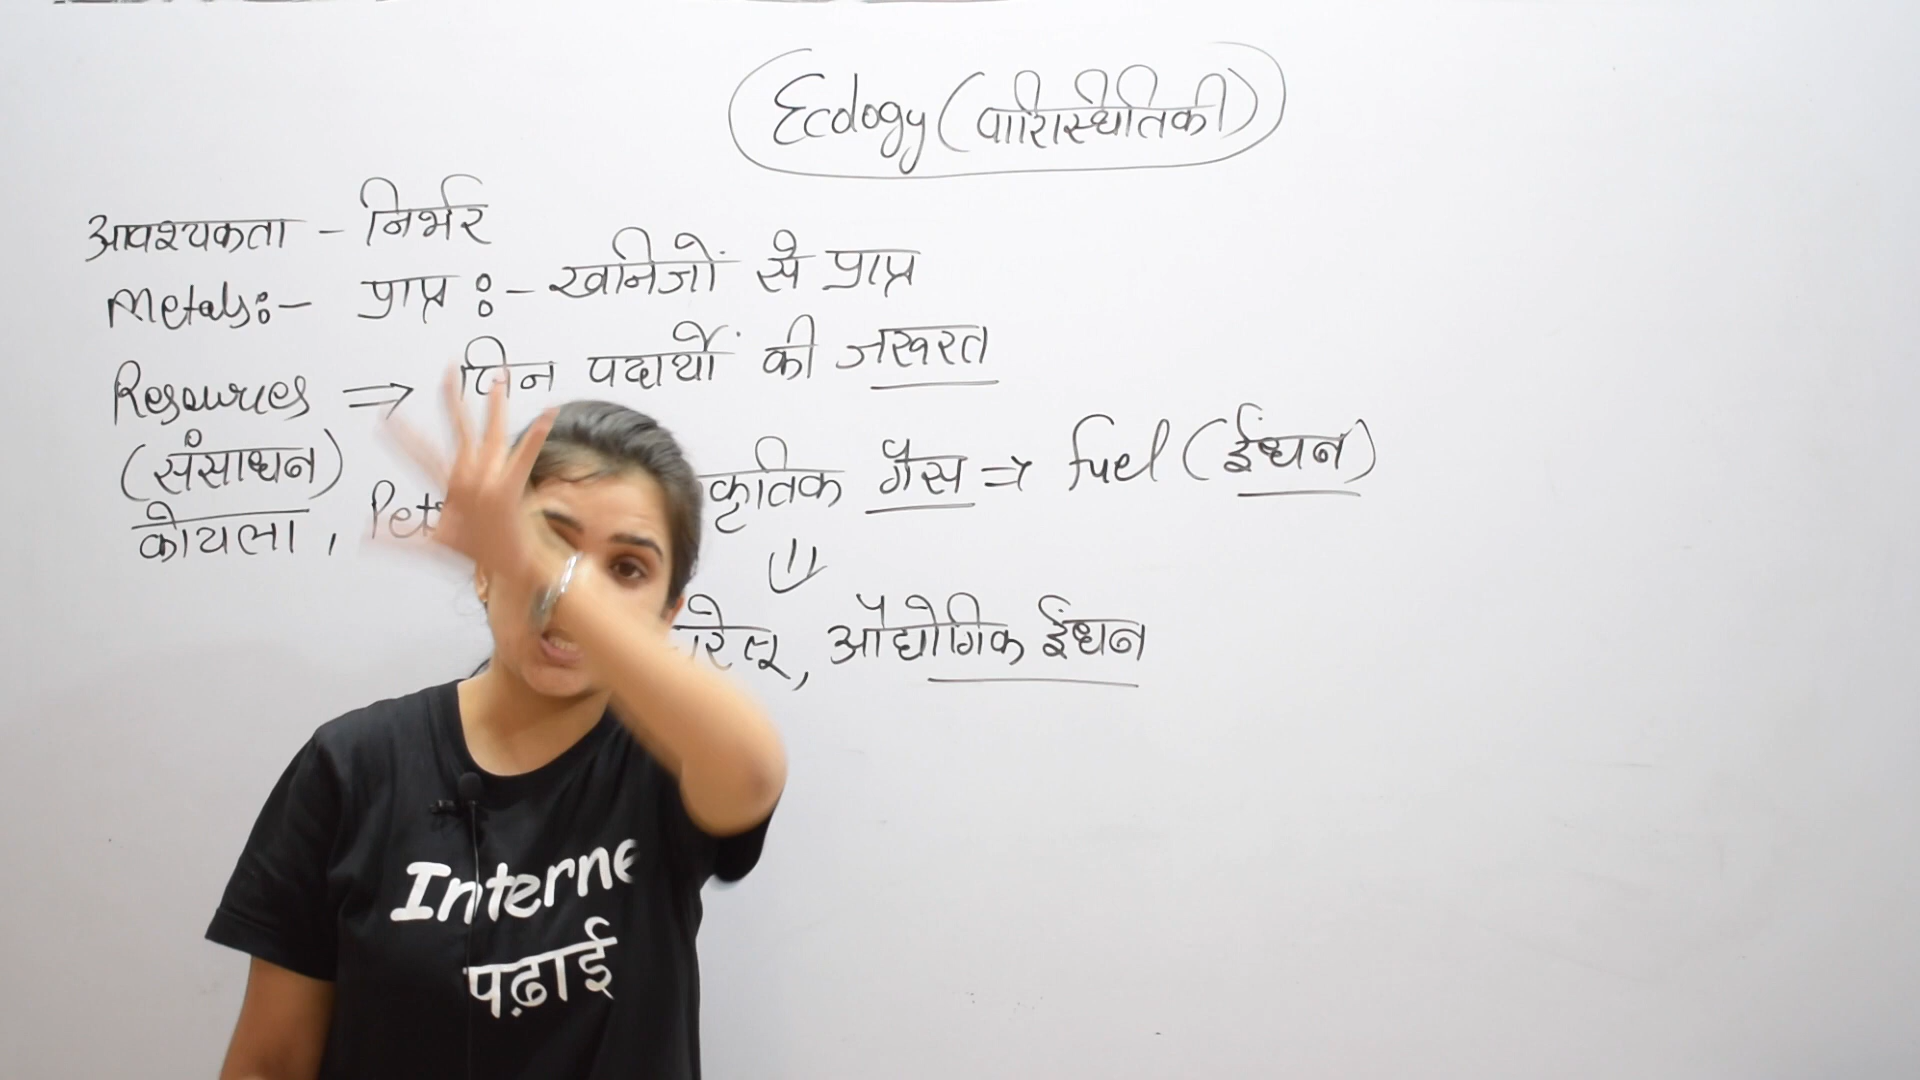 Ecology (पारिस्थितिकी)
आवश्यकता - निर्भर
Metals:- प्राप्त :- खनिजों से प्राप्त
Resources => जिन पदार्थों की जरूरत
(संसाधन)
कोयला, Pet कृतिक गैस => fuel (ईंधन)
रेलू, औद्योगिक ईंधन
Interne
पढ़ाई